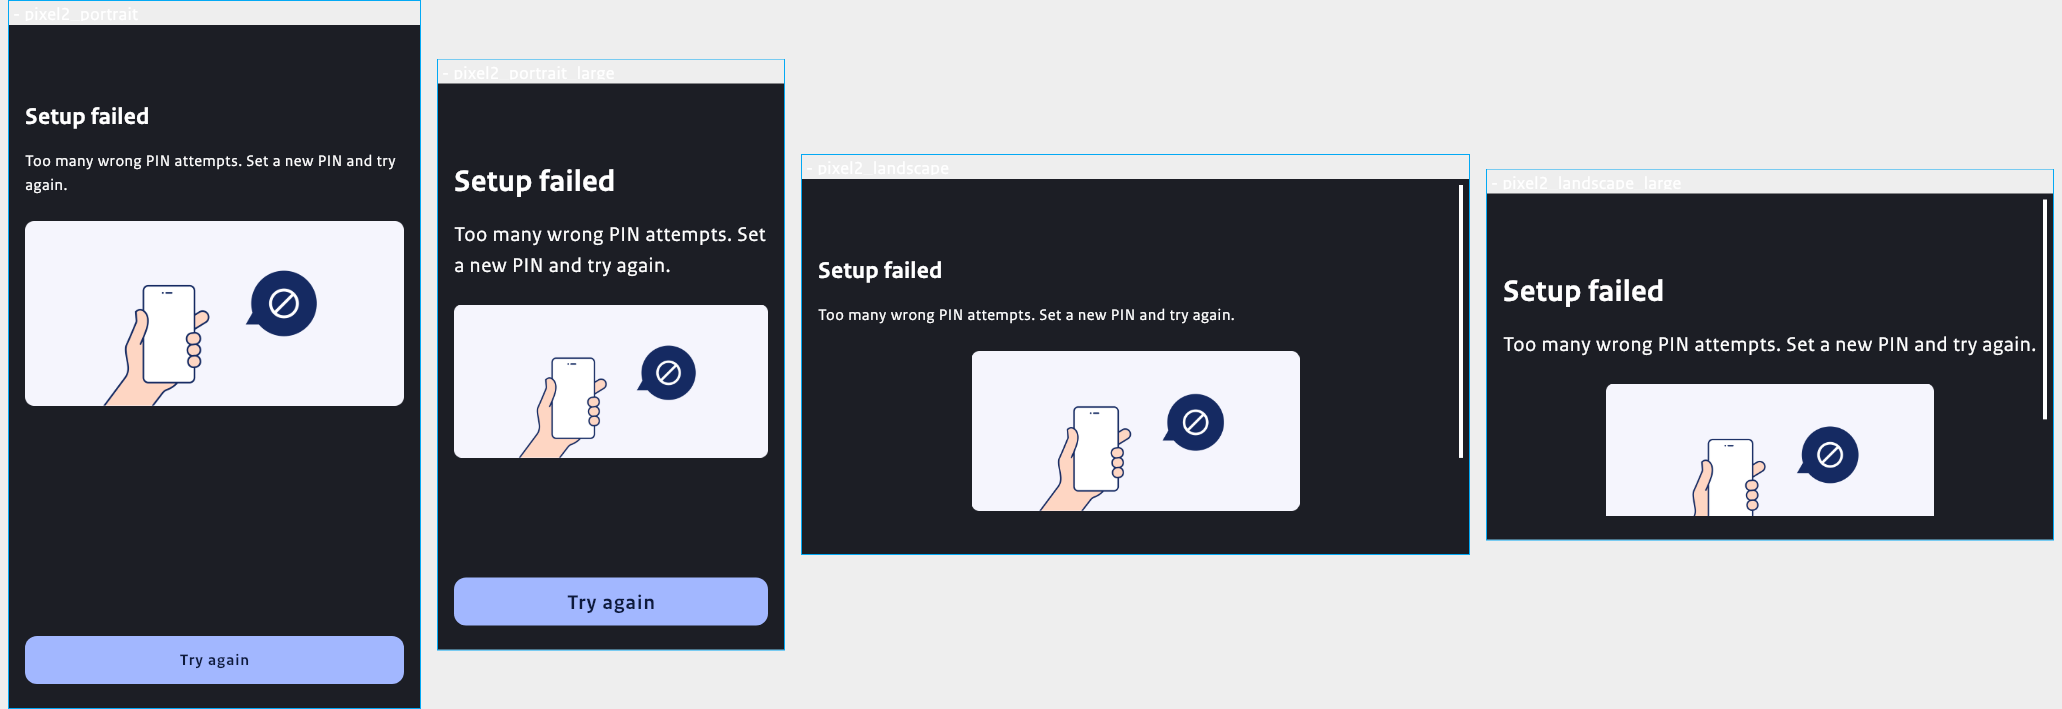 - pixel2_portrait
Setup failed
Too many wrong PIN attempts. Set a new PIN and try
again.
Try again
- pixel2_portrait_large
Setup failed
Too many wrong PIN attempts. Set
a new PIN and try again.
Try again
- pixel2_landscape
Setup failed
Too many wrong PIN attempts. Set a new PIN and try again.
- pixel2_landscape_large
Setup failed
Too many wrong PIN attempts. Set a new PIN and try again.